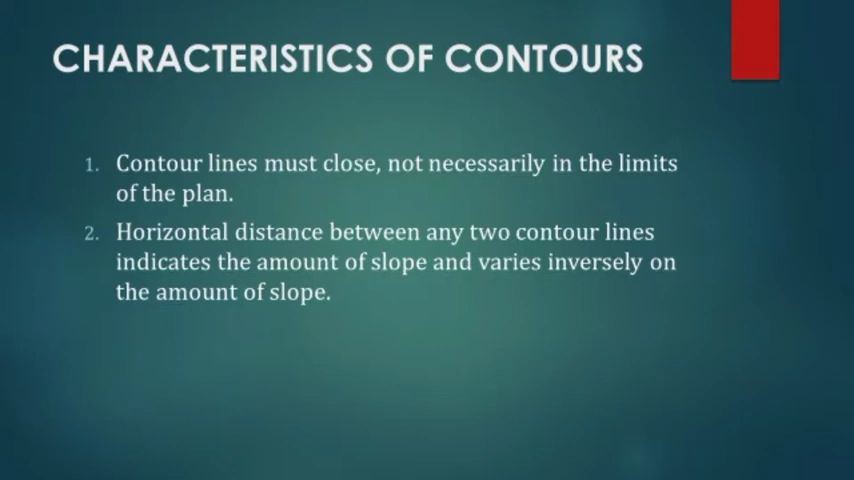 CHARACTERISTICS OF CONTOURS
1. Contour lines must close, not necessarily in the limits
of the plan.
2. Horizontal distance between any two contour lines
indicates the amount of slope and varies inversely on
the amount of slope.